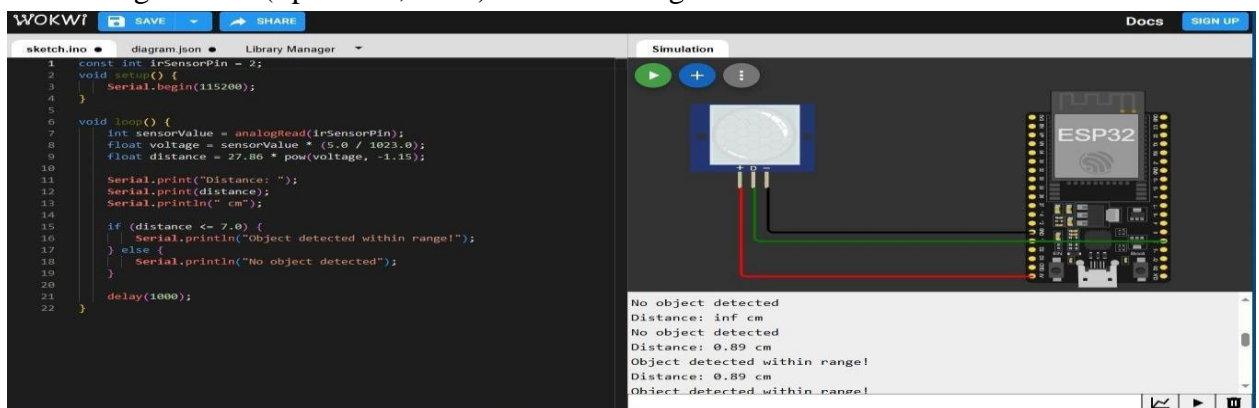 WOKWI SAVE SHARE Docs SIGN UP
sketch.ino ● diagram.json ● Library Manager
Simulation
1 const int irSensorPin = 2;
2 void setup() {
3 Serial.begin(115200);
4 }
5
6 void loop() {
7 int sensorValue = analogRead(irSensorPin);
8 float voltage = sensorValue * (5.0 / 1023.0);
9 float distance = 27.86 * pow(voltage, -1.15);
10
11 Serial.print("Distance: ");
12 Serial.print(distance);
13 Serial.println(" cm");
14
15 if (distance <= 7.0) {
16 Serial.println("Object detected within range!");
17 } else {
18 Serial.println("No object detected");
19 }
20
21 delay(1000);
22 }
+ D -
ESP32
No object detected
Distance: inf cm
No object detected
Distance: 0.89 cm
Object detected within range!
Distance: 0.89 cm
Object detected within range!